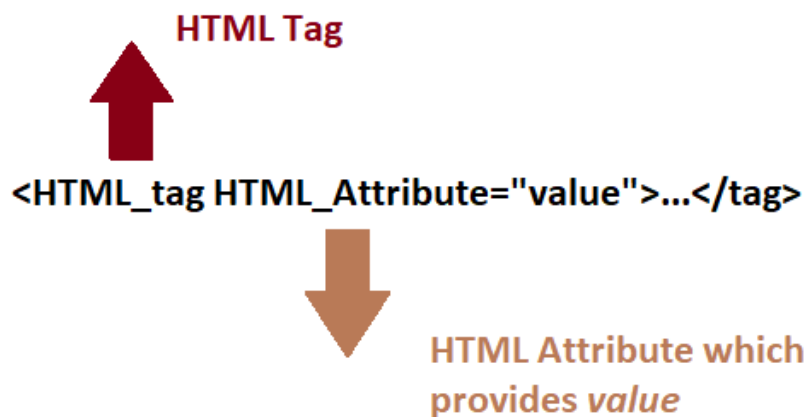 HTML Tag
<HTML_tag HTML_Attribute="value">...</tag>
HTML Attribute which
provides value